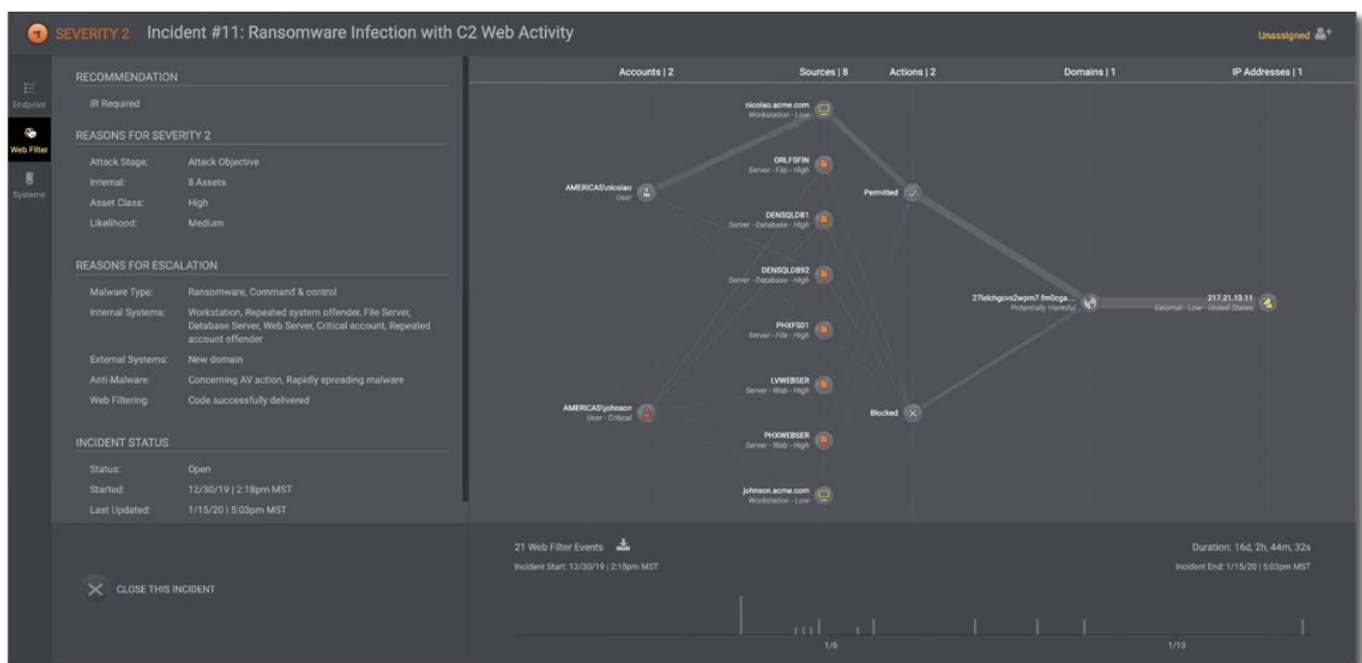 SEVERITY 2 Incident #11: Ransomware Infection with C2 Web Activity
Unassigned
Endpoint
Web Filter
Systems
RECOMMENDATION
IR Required
REASONS FOR SEVERITY 2
Attack Stage: Attack Objective
Internal: 8 Assets
Asset Class: High
Likelihood: Medium
REASONS FOR ESCALATION
Malware Type: Ransomware, Command & control
Internal Systems: Workstation, Repeated system offender, File Server,
Database Server, Web Server, Critical account, Repeated
account offender
External Systems: New domain
Anti-Malware: Concerning AV action, Rapidly spreading malware
Web Filtering: Code successfully delivered
INCIDENT STATUS
Status: Open
Started: 12/30/19 | 2:18pm MST
Last Updated: 1/15/20 | 5:03pm MST
CLOSE THIS INCIDENT
Accounts | 2
Sources | 8
Actions | 2
Domains | 1
IP Addresses | 1
AMERICAS\nicolao
User
AMERICAS\johnson
User - Critical
nicolao.acme.com
Workstation - Low
ORLFSFIN
Server - File - High
DENSQLDB1
Server - Database - High
DENSQLDB92
Server - Database - High
PHXFS01
Server - File - High
LVWEBSER
Server - Web - High
PHXWEBSER
Server - Web - High
johnson.acme.com
Workstation - Low
Permitted
Blocked
Potentially Harmful
217.21.13.11
External - Low - United States
21 Web Filter Events
Incident Start: 12/30/19 | 2:18pm MST
Duration: 16d, 2h, 44m, 32s
Incident End: 1/15/20 | 5:03pm MST
1/6
1/13